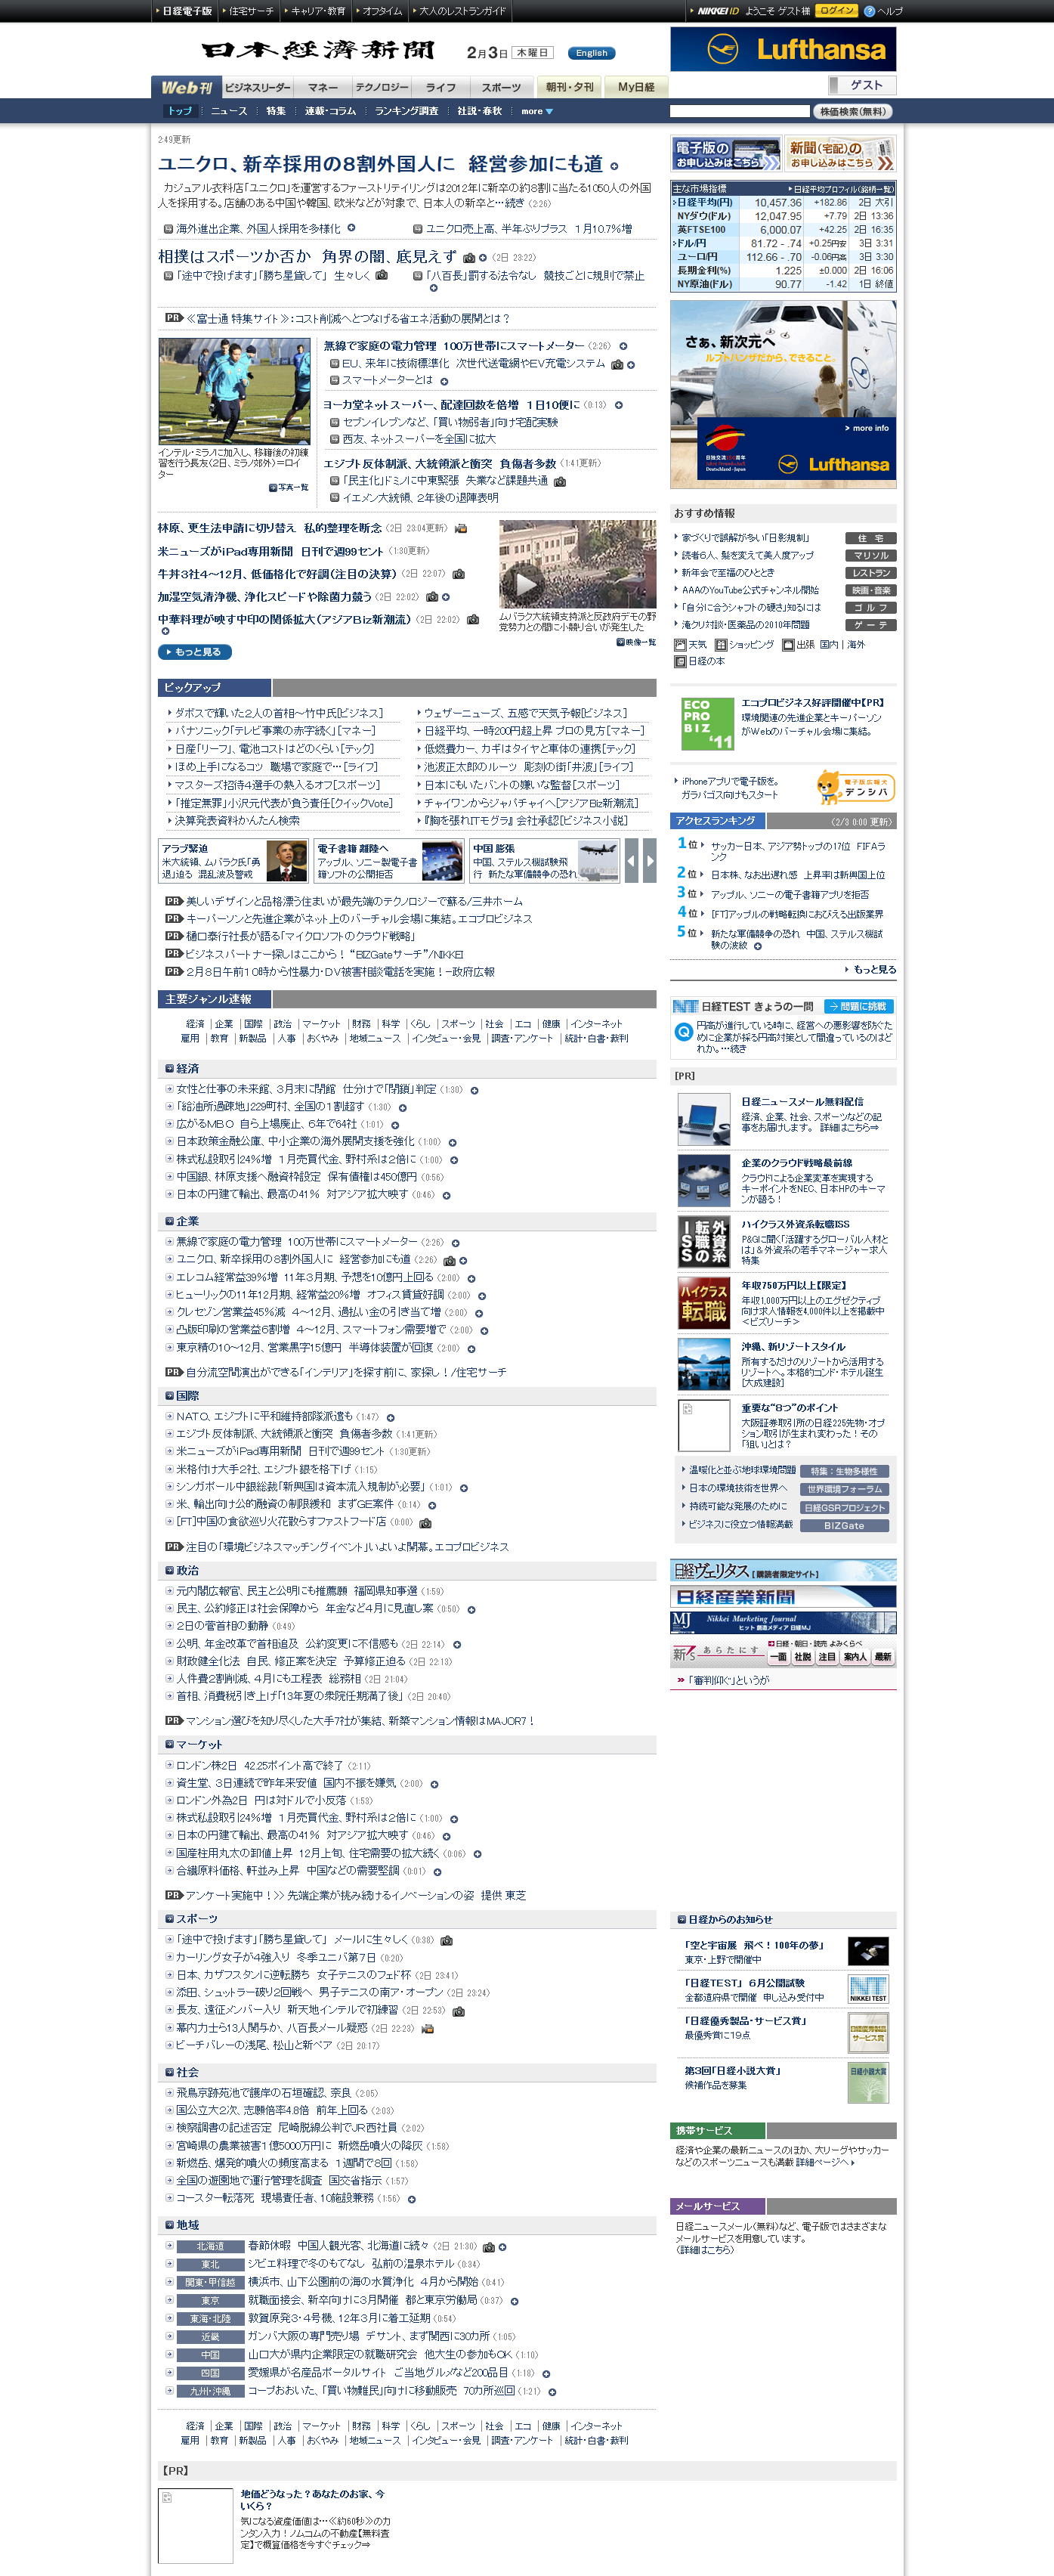 日経電子版
住宅サーチ
キャリア・教育
オフタイム
大人のレストランガイド
NIKKEI ID ようこそ ゲスト様
ログイン
ヘルプ
日本経済新聞
2月3日 木曜日
English
Lufthansa
Web刊
ビジネスリーダー
マネー
テクノロジー
ライフ
スポーツ
朝刊・夕刊
My日経
ゲスト
トップ
ニュース
特集
連載・コラム
ランキング調査
社説・春秋
more
株価検索(無料)
2:49更新
ユニクロ、新卒採用の8割外国人に 経営参加にも道
カジュアル衣料店「ユニクロ」を運営するファーストリテイリングは2012年に新卒の約8割に当たる1050人の外国
人を採用する。店舗のある中国や韓国、欧米などが対象で、日本人の新卒と…続き (2:26)
海外進出企業、外国人採用を多様化
ユニクロ売上高、半年ぶりプラス 1月10.7%増
相撲はスポーツか否か 角界の闇、底見えず (2日 23:22)
「途中で投げます」「勝ち星貸して」 生々しく
「八百長」罰する法令なし 競技ごとに規則で禁止
PR ≪富士通 特集サイト≫:コスト削減へとつなげる省エネ活動の展開とは?
インテル・ミラノに加入し、移籍後の初練
習を行う長友(2日、ミラノ郊外)=ロイ
ター
写真一覧
無線で家庭の電力管理 100万世帯にスマートメーター (2:26)
EU、来年に技術標準化 次世代送電網やEV充電システム
スマートメーターとは
ヨーカ堂ネットスーパー、配達回数を倍増 1日10便に (0:13)
セブンイレブンなど、「買い物弱者」向け宅配実験
西友、ネットスーパーを全国に拡大
エジプト反体制派、大統領派と衝突 負傷者多数 (1:41更新)
「民主化」ドミノに中東緊張 失業など課題共通
イエメン大統領、2年後の退陣表明
林原、更生法申請に切り替え 私的整理を断念 (2日 23:04更新)
米ニューズがiPad専用新聞 日刊で週99セント (1:30更新)
牛丼3社4~12月、低価格化で好調(注目の決算) (2日 22:07)
加湿空気清浄機、浄化スピードや除菌力競う (2日 22:02)
中華料理が映す中印の関係拡大(アジアBiz新潮流) (2日 22:02)
もっと見る
ムバラク大統領支持派と反政府デモの野
党勢力との間に小競り合いが発生した
映像一覧
ピックアップ
ダボスで輝いた2人の首相~竹中氏[ビジネス]
ウェザーニューズ、五感で天気予報[ビジネス]
パナソニック「テレビ事業の赤字続く」[マネー]
日経平均、一時200円超上昇 プロの見方[マネー]
日産「リーフ」、電池コストはどのくらい[テック]
低燃費カー、カギはタイヤと車体の連携[テック]
ほめ上手になるコツ 職場で家庭で…[ライフ]
池波正太郎のルーツ 彫刻の街「井波」[ライフ]
マスターズ招待4選手の熱入るオフ[スポーツ]
日本にもいたバントの嫌いな監督[スポーツ]
「推定無罪」小沢元代表が負う責任[クイックVote]
チャイワンからジャパチャイへ[アジアBiz新潮流]
決算発表資料かんたん検索
『胸を張れITモグラ』会社承認[ビジネス小説]
アラブ緊迫
米大統領、ムバラク氏「勇
退」迫る 混乱波及警戒
電子書籍 離陸へ
アップル、ソニー製電子書
籍ソフトの公開拒否
中国 膨張
中国、ステルス機試験飛
行 新たな軍備競争の恐れ
PR 美しいデザインと品格漂う住まいが最先端のテクノロジーで蘇る/三井ホーム
PR キーパーソンと先進企業がネット上のバーチャル会場に集結。エコプロビジネス
PR 樋口泰行社長が語る「マイクロソフトのクラウド戦略」
PR ビジネスパートナー探しはここから!“BIZGateサーチ”/NIKKEI
PR 2月8日午前10時から性暴力・DV被害相談電話を実施!-政府広報
主要ジャンル速報
経済 企業 国際 政治 マーケット 財務 科学 くらし スポーツ 社会 エコ 健康 インターネット
雇用 教育 新製品 人事 おくやみ 地域ニュース インタビュー・会見 調査・アンケート 統計・白書・裁判
経済
女性と仕事の未来館、3月末に閉館 仕分けで「閉鎖」判定 (1:30)
「給油所過疎地」229町村、全国の1割超す (1:30)
広がるMBO 自ら上場廃止、6年で64社 (1:01)
日本政策金融公庫、中小企業の海外展開支援を強化 (1:00)
株式私設取引24%増 1月売買代金、野村系は2倍に (1:00)
中国銀、林原支援へ融資枠設定 保有債権は450億円 (0:56)
日本の円建て輸出、最高の41% 対アジア拡大映す (0:46)
企業
無線で家庭の電力管理 100万世帯にスマートメーター (2:26)
ユニクロ、新卒採用の8割外国人に 経営参加にも道 (2:26)
エレコム経常益39%増 11年3月期、予想を10億円上回る (2:00)
ヒューリックの11年12月期、経常益20%増 オフィス賃貸好調 (2:00)
クレセゾン営業益45%減 4~12月、過払い金の引き当て増 (2:00)
凸版印刷の営業益6割増 4~12月、スマートフォン需要増で (2:00)
東京精の10~12月、営業黒字15億円 半導体装置が回復 (2:00)
PR 自分流空間演出ができる「インテリア」を探す前に、家探し!/住宅サーチ
国際
NATO、エジプトに平和維持部隊派遣も (1:47)
エジプト反体制派、大統領派と衝突 負傷者多数 (1:41更新)
米ニューズがiPad専用新聞 日刊で週99セント (1:30更新)
米格付け大手2社、エジプト銀を格下げ (1:15)
シンガポール中銀総裁「新興国は資本流入規制が必要」 (1:01)
米、輸出向け公的融資の制限緩和 まずGE案件 (0:14)
[FT]中国の食欲巡り火花散らすファストフード店 (0:00)
PR 注目の「環境ビジネスマッチングイベント」いよいよ開幕。エコプロビジネス
政治
元内閣広報官、民主と公明にも推薦願 福岡県知事選 (1:59)
民主、公約修正は社会保障から 年金など4月に見直し案 (0:50)
2日の菅首相の動静 (0:49)
公明、年金改革で首相追及 公約変更に不信感も (2日 22:14)
財政健全化法 自民、修正案を決定 予算修正迫る (2日 22:13)
人件費2割削減、4月にも工程表 総務相 (2日 21:04)
首相、消費税引き上げ「13年夏の衆院任期満了後」 (2日 20:40)
PR マンション選びを知り尽くした大手7社が集結、新築マンション情報はMAJOR7!
マーケット
ロンドン株2日 42.25ポイント高で終了 (2:11)
資生堂、3日連続で昨年来安値 国内不振を嫌気 (2:00)
ロンドン外為2日 円は対ドルで小反落 (1:53)
株式私設取引24%増 1月売買代金、野村系は2倍に (1:00)
日本の円建て輸出、最高の41% 対アジア拡大映す (0:46)
国産柱用丸太の卸値上昇 12月上旬、住宅需要の拡大続く (0:06)
合繊原料価格、軒並み上昇 中国などの需要堅調 (0:01)
PR アンケート実施中!>> 先端企業が挑み続けるイノベーションの姿 提供 東芝
スポーツ
「途中で投げます」「勝ち星貸して」 メールに生々しく (0:38)
カーリング女子が4強入り 冬季ユニバ第7日 (0:20)
日本、カザフスタンに逆転勝ち 女子テニスのフェド杯 (2日 23:41)
添田、シュットラー破り2回戦へ 男子テニスの南ア・オープン (2日 23:24)
長友、遠征メンバー入り 新天地インテルで初練習 (2日 22:53)
幕内力士ら13人関与か、八百長メール疑惑 (2日 22:23)
ビーチバレーの浅尾、松山と新ペア (2日 20:17)
社会
飛鳥京跡苑池で護岸の石垣確認、奈良 (2:05)
国公立大2次、志願倍率4.8倍 前年上回る (2:03)
検察調書の記述否定 尼崎脱線公判でJR西社員 (2:02)
宮崎県の農業被害1億5000万円に 新燃岳噴火の降灰 (1:58)
新燃岳、爆発的噴火の頻度高まる 1週間で8回 (1:58)
全国の遊園地で運行管理を調査 国交省指示 (1:57)
コースター転落死 現場責任者、10施設兼務 (1:56)
地域
北海道 春節休暇 中国人観光客、北海道に続々 (2日 21:30)
東北 ジビエ料理で冬のもてなし 弘前の温泉ホテル (0:34)
関東・甲信越 横浜市、山下公園前の海の水質浄化 4月から開始 (0:41)
東京 就職面接会、新卒向けに3月開催 都と東京労働局 (0:37)
東海・北陸 敦賀原発3・4号機、12年3月に着工延期 (0:54)
近畿 ガンバ大阪の専門売り場 デサント、まず関西に30カ所 (1:05)
中国 山口大が県内企業限定の就職研究会 他大生の参加もOK (1:10)
四国 愛媛県が名産品ポータルサイト ご当地グルメなど200品目 (1:18)
九州・沖縄 コープおおいた、「買い物難民」向けに移動販売 70カ所巡回 (1:21)
経済 企業 国際 政治 マーケット 財務 科学 くらし スポーツ 社会 エコ 健康 インターネット
雇用 教育 新製品 人事 おくやみ 地域ニュース インタビュー・会見 調査・アンケート 統計・白書・裁判
【PR】
地価どうなった?あなたのお家、今
いくら?
気になる資産価値は…≪約60秒≫のカ
ンタン入力!ノムコムの不動産【無料査
定】で概算価格を今すぐチェック⇒
電子版の
お申し込みはこちら
新聞(宅配)の
お申し込みはこちら
主な市場指標
日経平均プロフィル(銘柄一覧)
日経平均(円) 10,457.36 +182.86 2日 大引
NYダウ(ドル) 12,047.95 +7.79 2日 13:36
英FTSE100 6,000.07 +42.25 2日 16:35
ドル/円 81.72 - .74 +0.25円安 3日 3:31
ユーロ/円 112.66 - .70 -0.06円高 3日 3:31
長期金利(%) 1.225 ±0.000 2日 16:06
NY原油(ドル) 90.77 -1.42 1日 終値
さぁ、新次元へ
ルフトハンザだから、できること。
> more info
日独交流150周年
Deutschland-Japan
Lufthansa
おすすめ情報
家づくりで誤解が多い「日影規制」 住宅
読者6人、髪を変えて美人度アップ マリソル
新年会で至福のひととき レストラン
AAAのYouTube公式チャンネル開始 映画・音楽
「自分に合うシャフトの硬さ」知るには ゴルフ
滝クリ対談・医薬品の2010年問題 ゲーテ
天気 ショッピング 出張 国内|海外
日経の本
ECO
PRO
BIZ
'11
エコプロビジネス好評開催中【PR】
環境関連の先進企業とキーパーソン
がWebのバーチャル会場に集結。
iPhoneアプリで電子版を。
ガラパゴス向けもスタート
電子版広報犬
デンシバ
アクセスランキング (2/3 0:00 更新)
1位 サッカー日本、アジア勢トップの17位 FIFAラ
ンク
2位 日本株、なお出遅れ感 上昇率は新興国上位
3位 アップル、ソニーの電子書籍アプリを拒否
4位 [FT]アップルの戦略転換におびえる出版業界
5位 新たな軍備競争の恐れ 中国、ステルス機試
験の波紋
もっと見る
日経TEST きょうの一問
→問題に挑戦
Q 円高が進行している時に、経営への悪影響を防ぐた
めに企業が採る円高対策として間違っているのはど
れか。…続き
[PR]
日経ニュースメール無料配信
経済、企業、社会、スポーツなどの記
事をお届けします。 詳細はこちら⇒
企業のクラウド戦略最前線
クラウドによる企業変革を実現する
キーポイントをNEC、日本HPのキーマ
ンが語る!
外資系
転職の
ISS
ハイクラス外資系転職ISS
P&Gに聞く「活躍するグローバル人材と
は」&外資系の若手マネージャー求人
特集
ハイクラス
転職
年収750万円以上【限定】
年収1,000万円以上のエグゼクティブ
向け求人情報を4,000件以上を掲載中
<ビズリーチ>
沖縄、新リゾートスタイル
所有するだけのリゾートから活用する
リゾートへ。本格的コンド・ホテル誕生
[大成建設]
重要な“8つ”のポイント
大阪証券取引所の日経225先物・オプ
ション取引が生まれ変わった!その
「狙い」とは?
温暖化と並ぶ地球環境問題 特集:生物多様性
日本の環境技術を世界へ 世界環境フォーラム
持続可能な発展のために 日経GSRプロジェクト
ビジネスに役立つ情報満載 BIZGate
日経ヴェリタス【購読者限定サイト】
日経産業新聞
MJ Nikkei Marketing Journal
ヒット創造メディア 日経MJ
新s あらたにす
日経・朝日・読売 よみくらべ
一面 社説 注目 案内人 最新
「審判仰ぐ」というが
日経からのお知らせ
「空と宇宙展 飛べ!100年の夢」
東京・上野で開催中
「日経TEST」 6月公開試験
全都道府県で開催 申し込み受付中
NIKKEI TEST
「日経優秀製品・サービス賞」
最優秀賞に19点
日経優秀製品
サービス賞
第3回「日経小説大賞」
候補作品を募集
日経小説大賞
携帯サービス
経済や企業の最新ニュースのほか、大リーグやサッカー
などのスポーツニュースも満載 詳細ページへ
メールサービス
日経ニュースメール(無料)など、電子版ではさまざまな
メールサービスを用意しています。
(詳細はこちら)